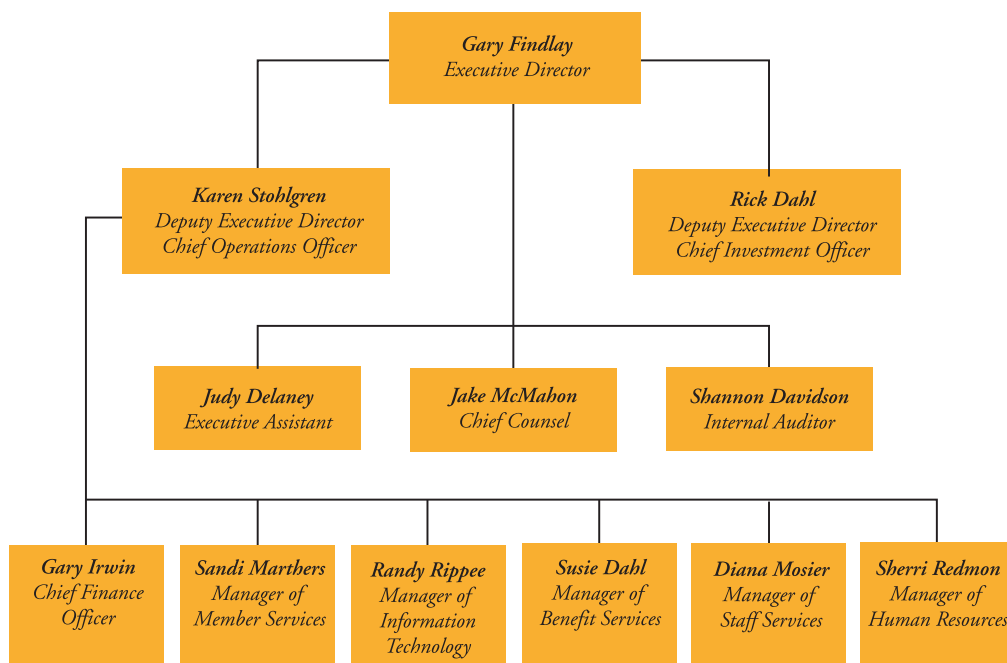 Gary Findlay
Executive Director
Karen Stohlgren
Deputy Executive Director
Chief Operations Officer
Rick Dahl
Deputy Executive Director
Chief Investment Officer
Judy Delaney
Executive Assistant
Jake McMahon
Chief Counsel
Shannon Davidson
Internal Auditor
Gary Irwin
Chief Finance
Officer
Sandi Marthers
Manager of
Member Services
Randy Rippee
Manager of
Information
Technology
Susie Dahl
Manager of
Benefit Services
Diana Mosier
Manager of
Staff Services
Sherri Redmon
Manager of
Human Resources